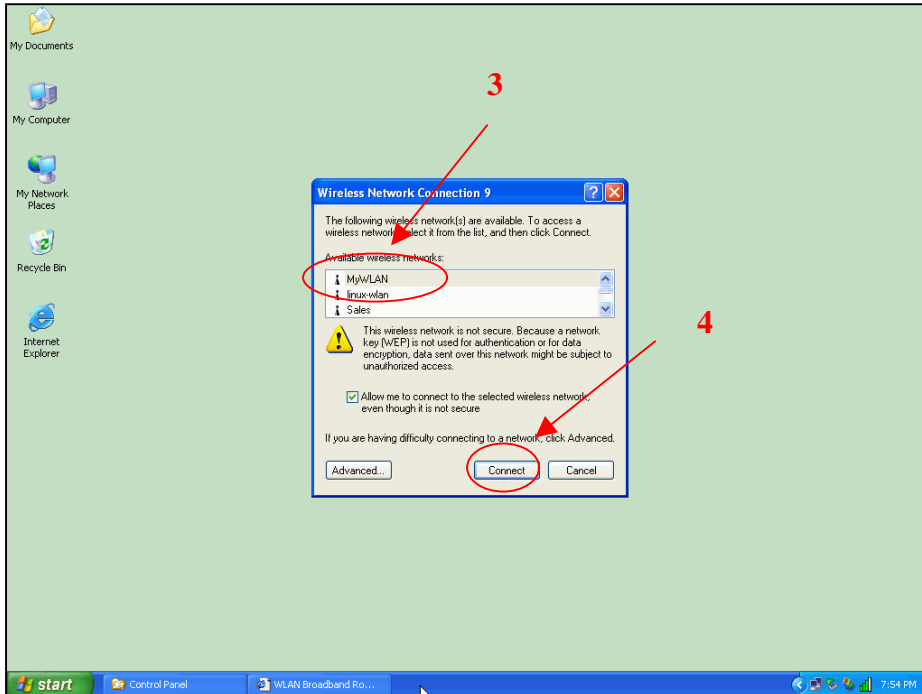 My Documents
3
My Computer
My Network
Places
Recycle Bin
Internet
Explorer
Wireless Network Connection 9
The following wireless network(s) are available. To access a
wireless network, select it from the list, and then click Connect.
Available wireless networks:
MyWLAN
linux-wlan
Sales
This wireless network is not secure. Because a network
key (WEP) is not used for authentication or for data
encryption, data sent over this network might be subject to
unauthorized access.
4
Allow me to connect to the selected wireless network,
even though it is not secure
If you are having difficulty connecting to a network, click Advanced.
Advanced... Connect Cancel
start Control Panel WLAN Broadband Ro... 7:54 PM